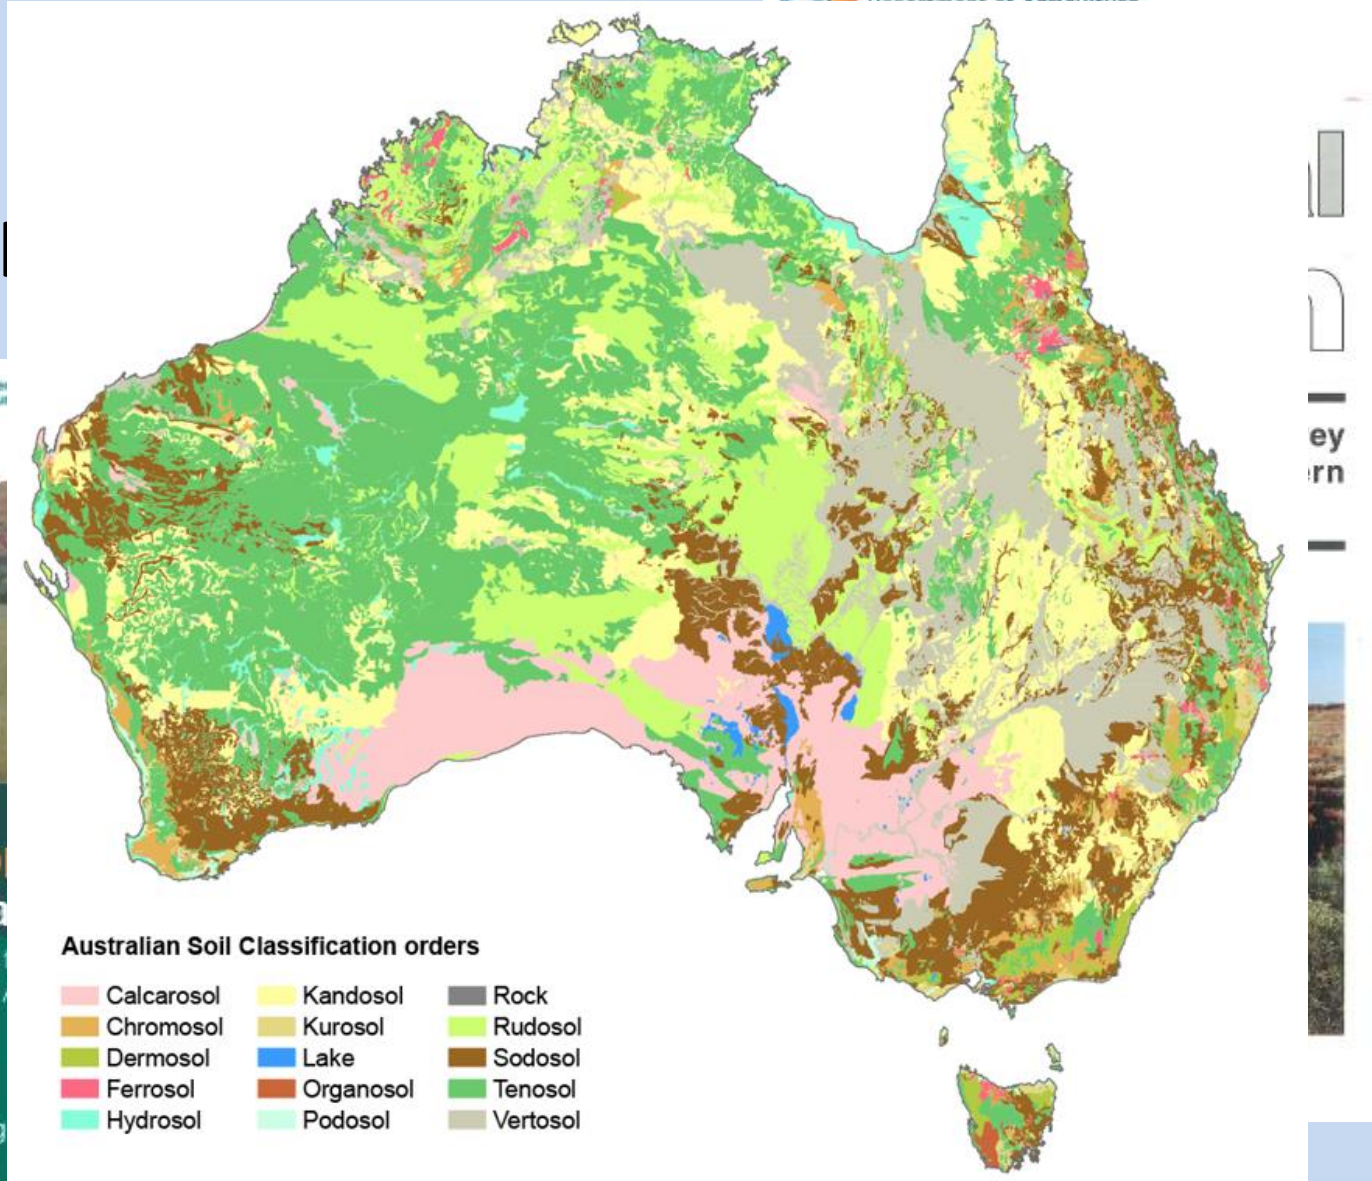 Australian Soil Classification orders
Calcarosol
Kandosol
Rock
Chromosol
Kurosol
Rudosol
Dermosol
Lake
Sodosol
Ferrosol
Organosol
Tenosol
Hydrosol
Podosol
Vertosol
ey
ern